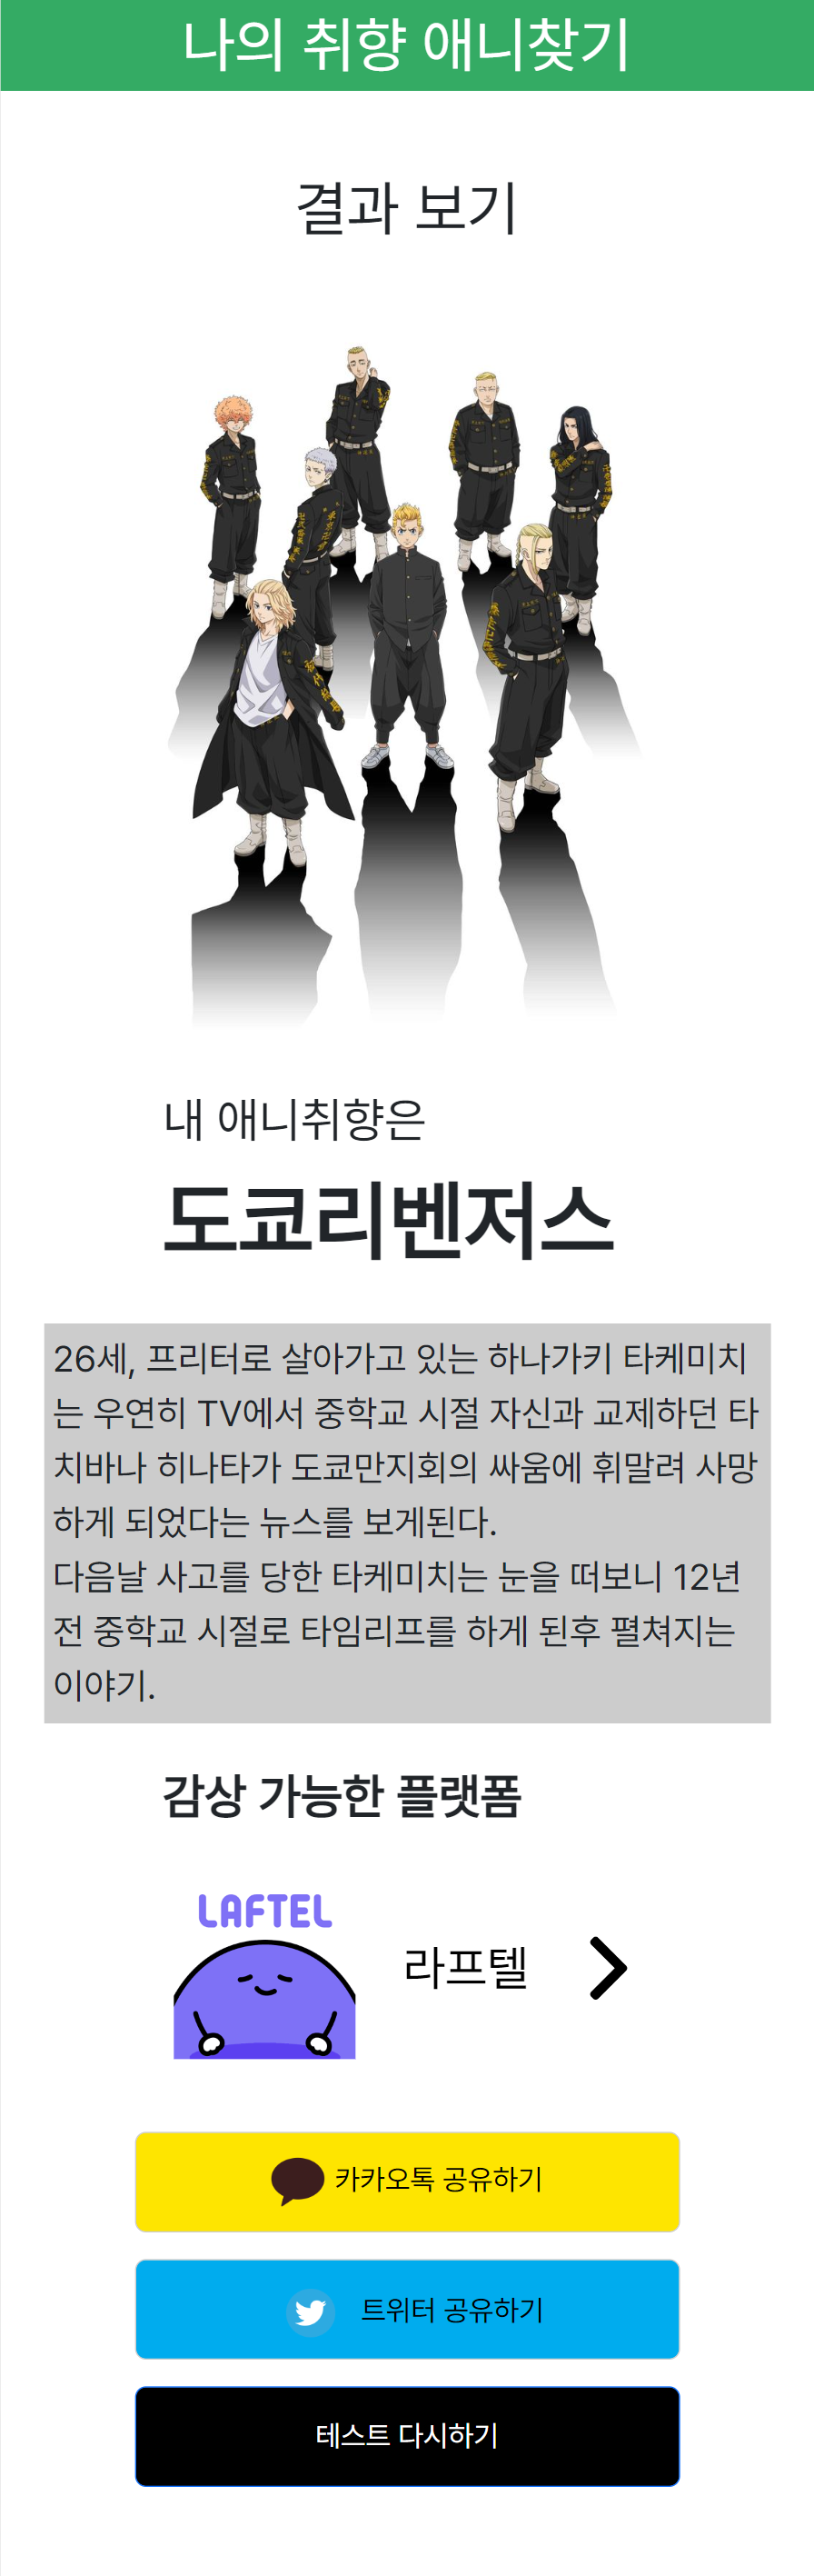 나의 취향 애니찾기
결과 보기
내 애니취향은
도쿄리벤저스
26세, 프리터로 살아가고 있는 하나가키 타케미치
는 우연히 TV에서 중학교 시절 자신과 교제하던 타
치바나 히나타가 도쿄만지회의 싸움에 휘말려 사망
하게 되었다는 뉴스를 보게된다.
다음날 사고를 당한 타케미치는 눈을 떠보니 12년
전 중학교 시절로 타임리프를 하게 된후 펼쳐지는
이야기.
감상 가능한 플랫폼
LAFTEL
라프텔
카카오톡 공유하기
트위터 공유하기
테스트 다시하기